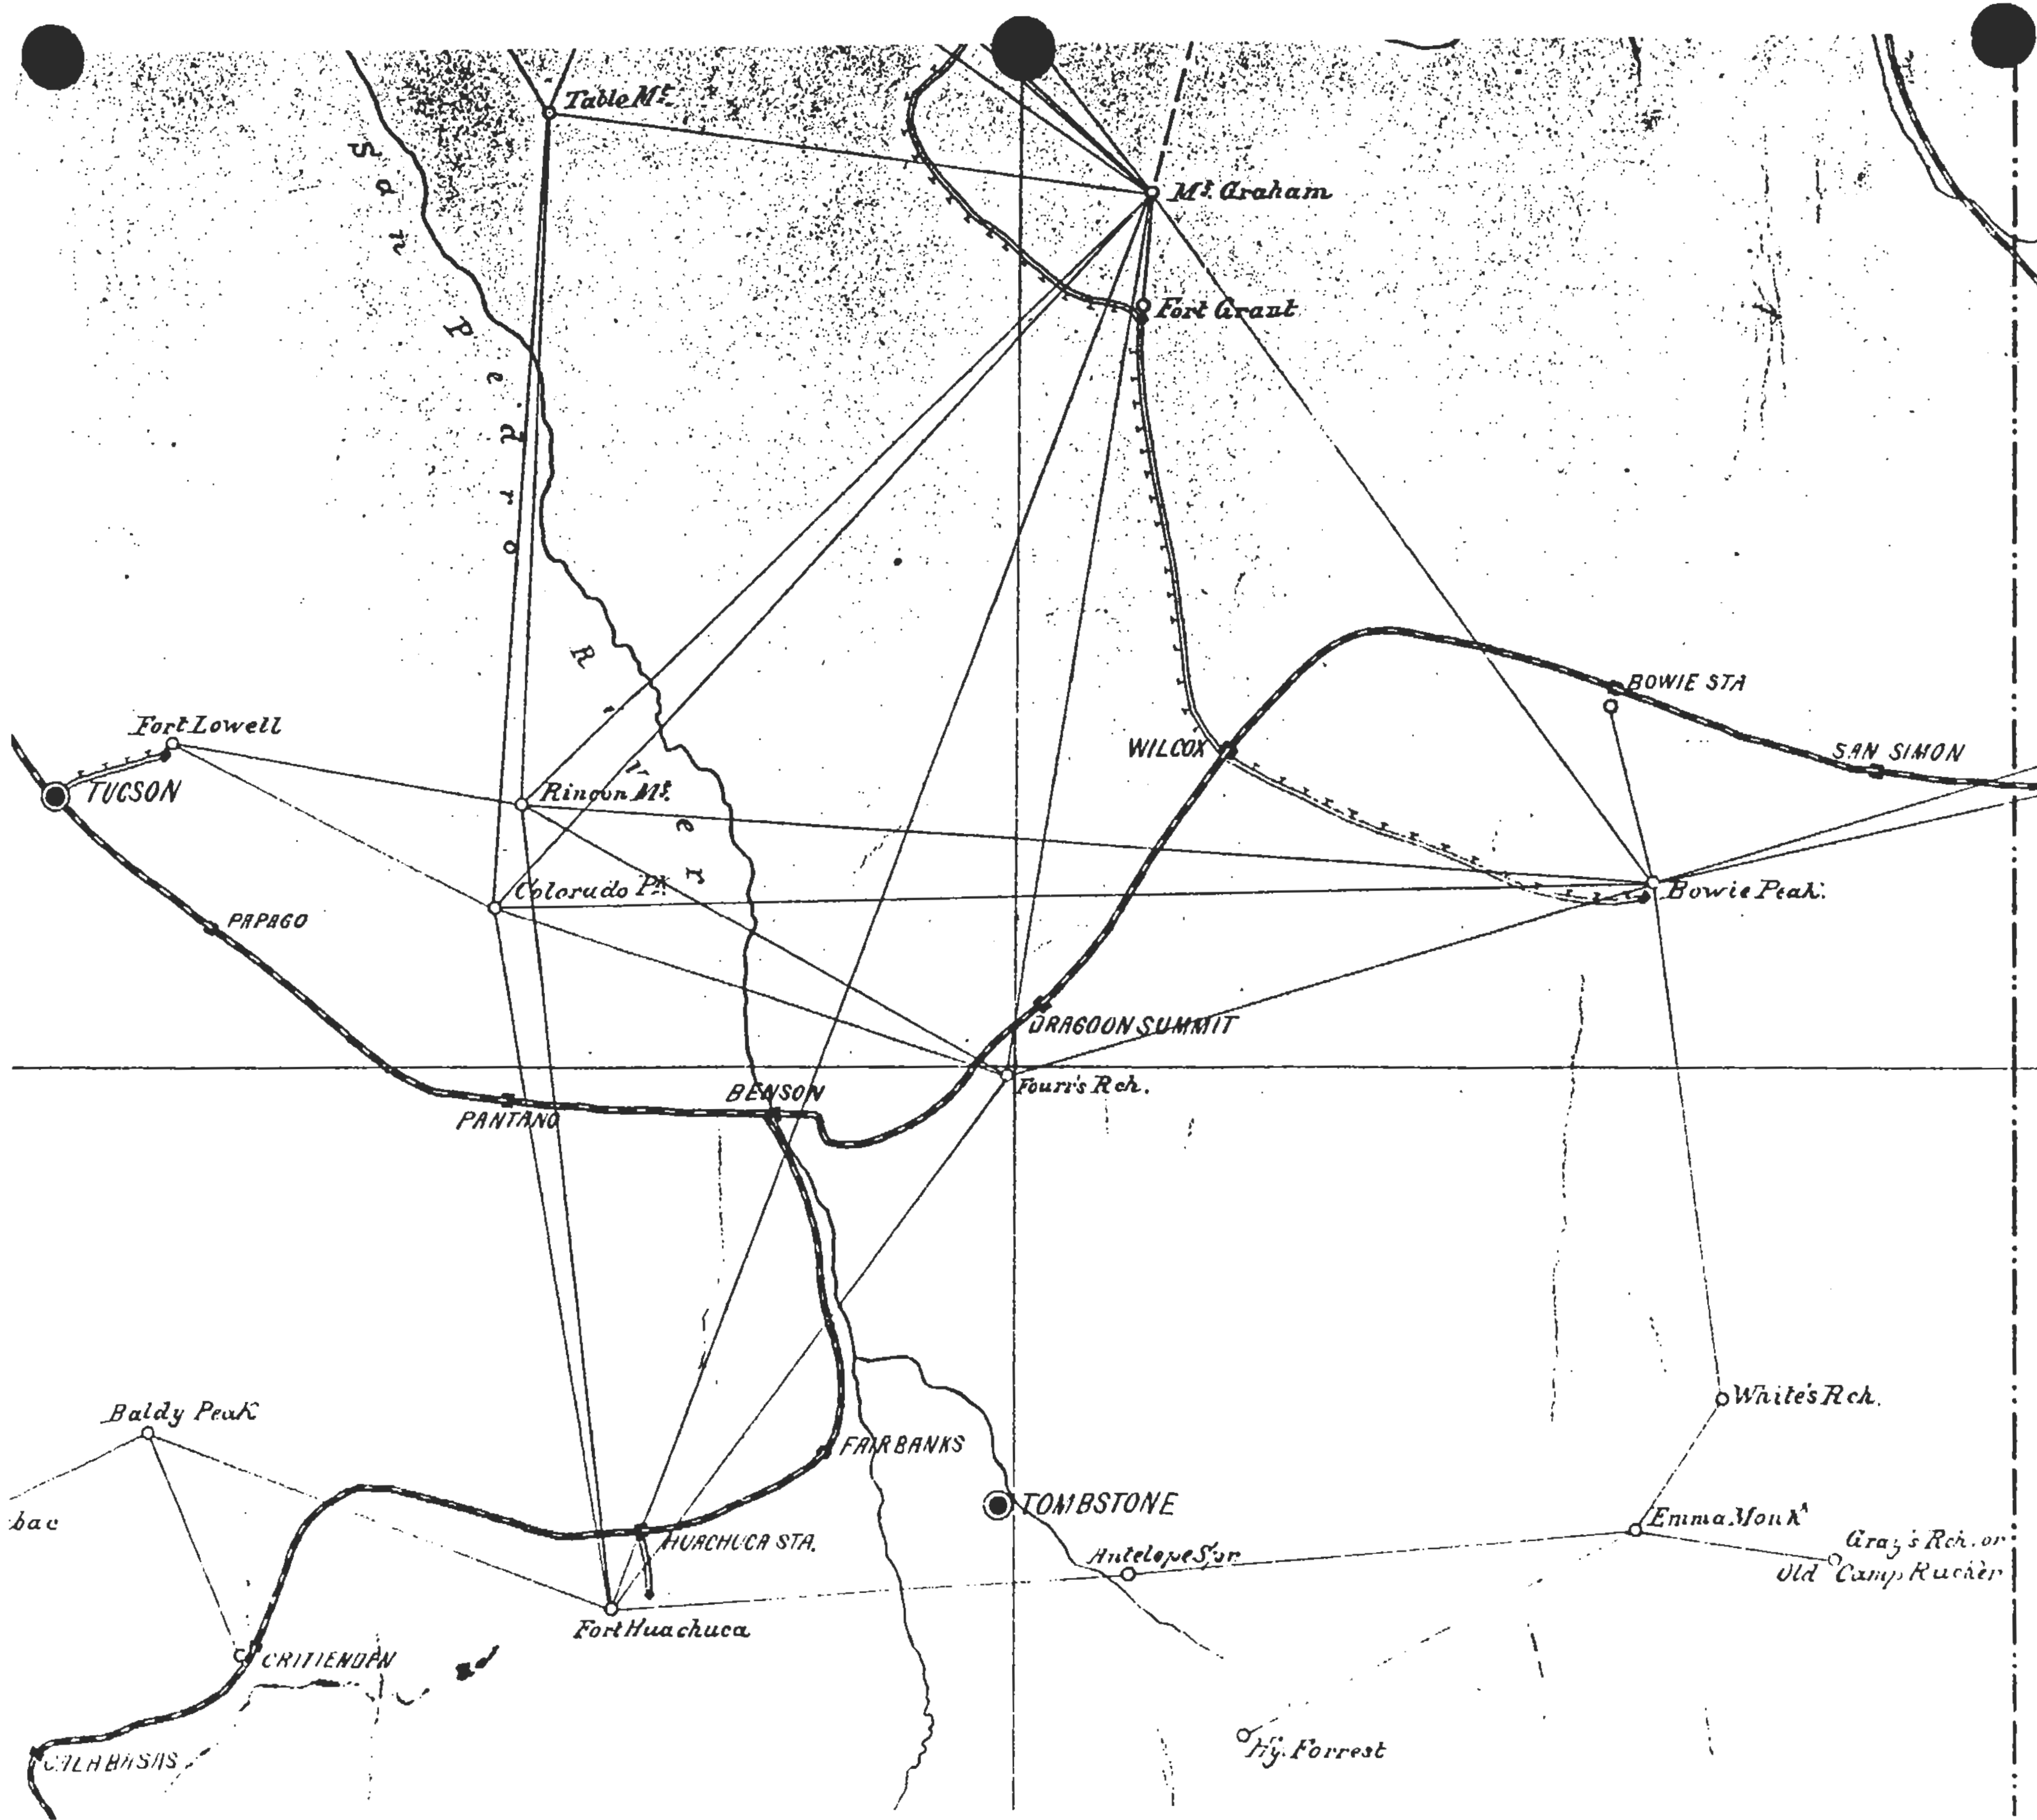 Table Mt.
San Pedro River
Mt. Graham
Fort Grant
BOWIE STA
Fort Lowell
WILCOX
SAN SIMON
TUCSON
Rincon Mt.
Colorado Pk.
Bowie Peak.
PAPAGO
DRAGOON SUMMIT
Fourr's Rch.
BENSON
PANTANO
White's Rch.
Baldy Peak
FAIRBANKS
TOMBSTONE
bac
Emma Monk
HUACHUCA STA.
Antelope Spr
Gray's Rch. or
Old Camp Rucker
Fort Huachuca
CRITTENDEN
Hy. Forrest
CALABASAS